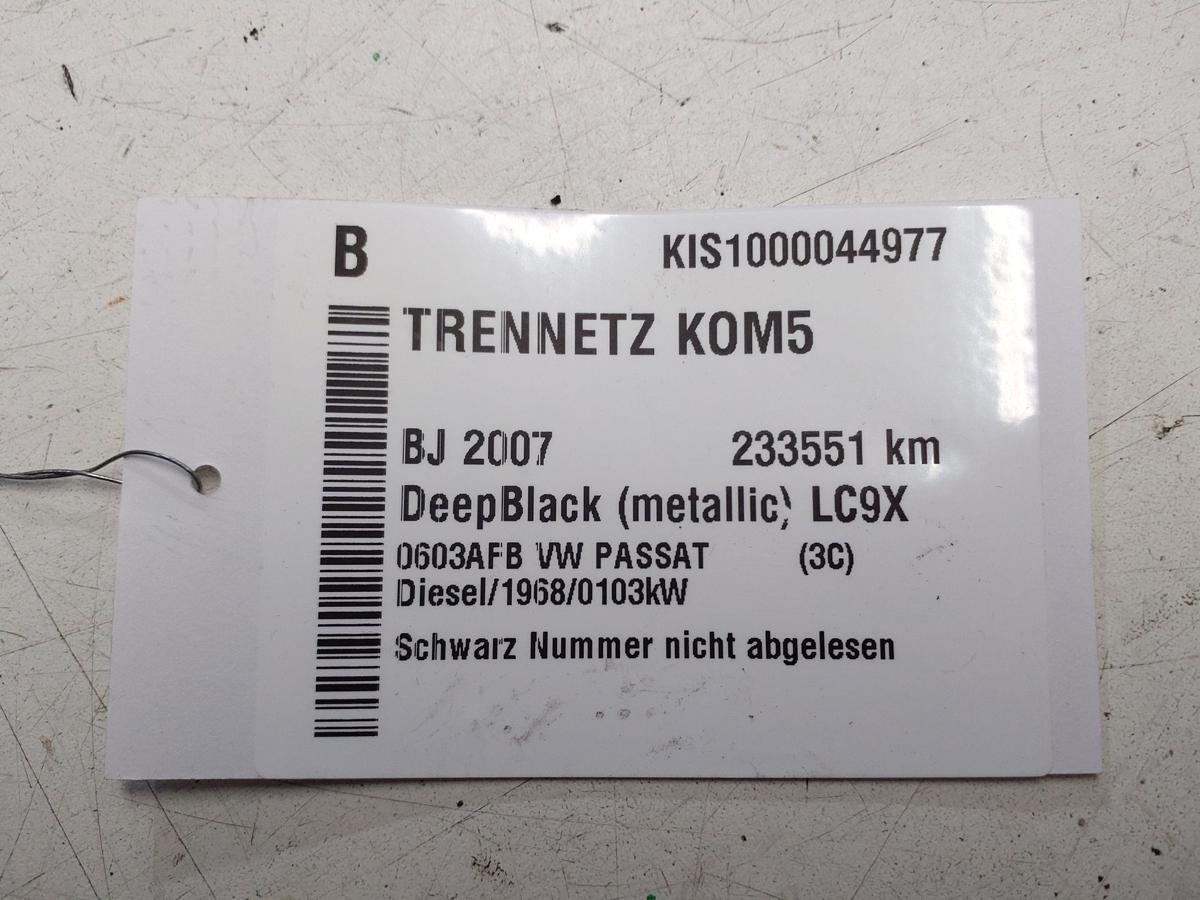 B KIS1000044977
TRENNETZ KOM5
BJ 2007 233551 km
DeepBlack (metallic) LC9X
0603AFB VW PASSAT (3C)
Diesel/1968/0103kW
Schwarz Nummer nicht abgelesen